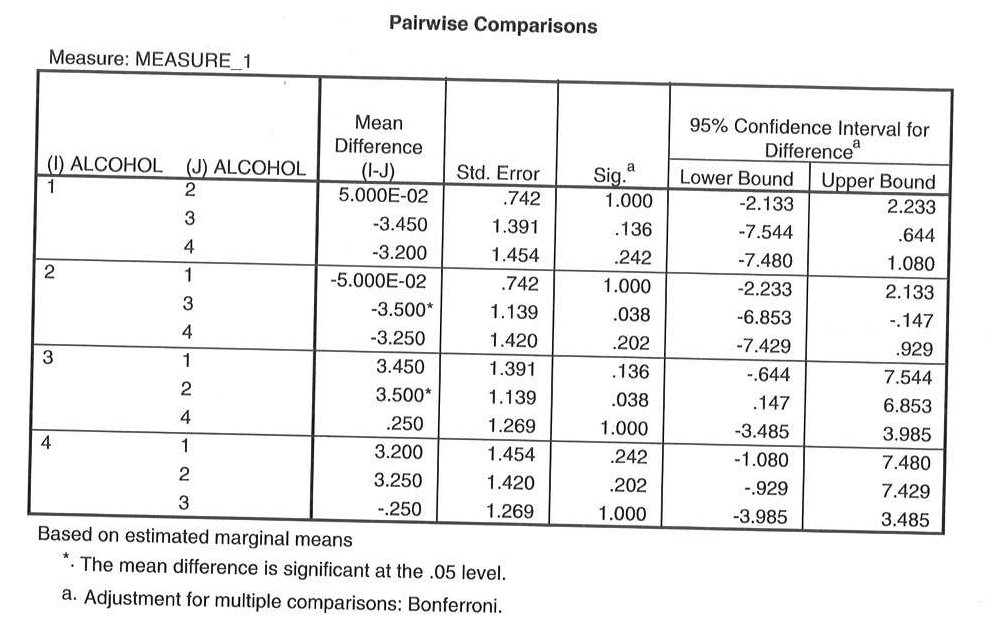 Pairwise Comparisons
Measure: MEASURE_1
(I) ALCOHOL (J) ALCOHOL Mean Difference (I-J) Std. Error Sig.a 95% Confidence Interval for Differencea Lower Bound Upper Bound
1 2 5.000E-02 .742 1.000 -2.133 2.233
3 -3.450 1.391 .136 -7.544 .644
4 -3.200 1.454 .242 -7.480 1.080
2 1 -5.000E-02 .742 1.000 -2.233 2.133
3 -3.500* 1.139 .038 -6.853 -.147
4 -3.250 1.420 .202 -7.429 .929
3 1 3.450 1.391 .136 -.644 7.544
2 3.500* 1.139 .038 .147 6.853
4 .250 1.269 1.000 -3.485 3.985
4 1 3.200 1.454 .242 -1.080 7.480
2 3.250 1.420 .202 -.929 7.429
3 -.250 1.269 1.000 -3.985 3.485
Based on estimated marginal means
*. The mean difference is significant at the .05 level.
a. Adjustment for multiple comparisons: Bonferroni.